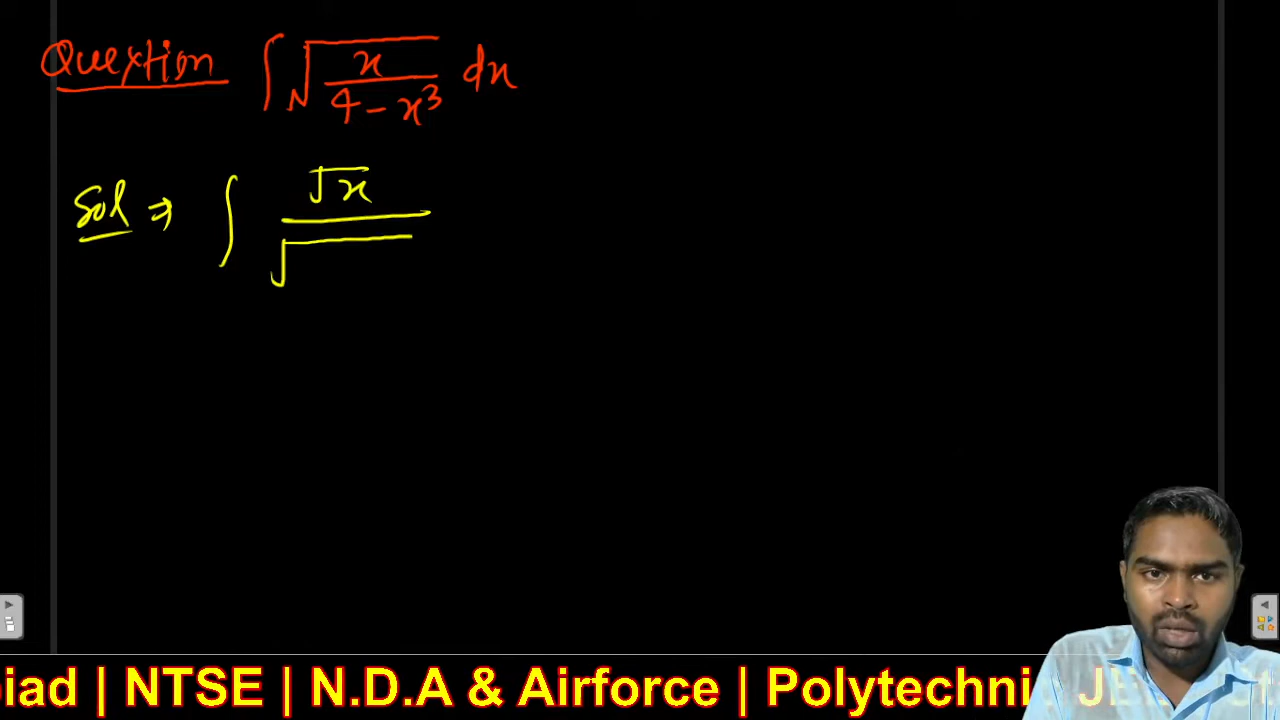 Question ∫ √(x/(4 - x³)) dx
Sol ⇒ ∫ √x / √
iad | NTSE | N.D.A & Airforce | Polytechni